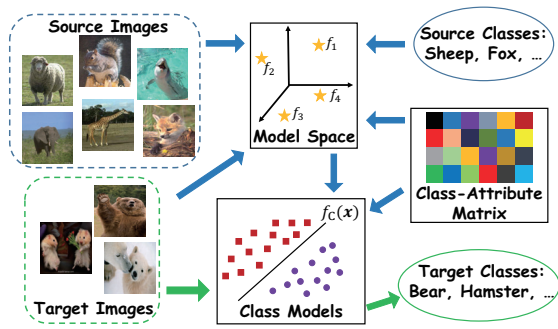 Source Images
f₁
f₂
f₃
f₄
Model Space
Source Classes:
Sheep, Fox, ...
Class-Attribute
Matrix
Target Images
f_C(x)
Class Models
Target Classes:
Bear, Hamster, ...